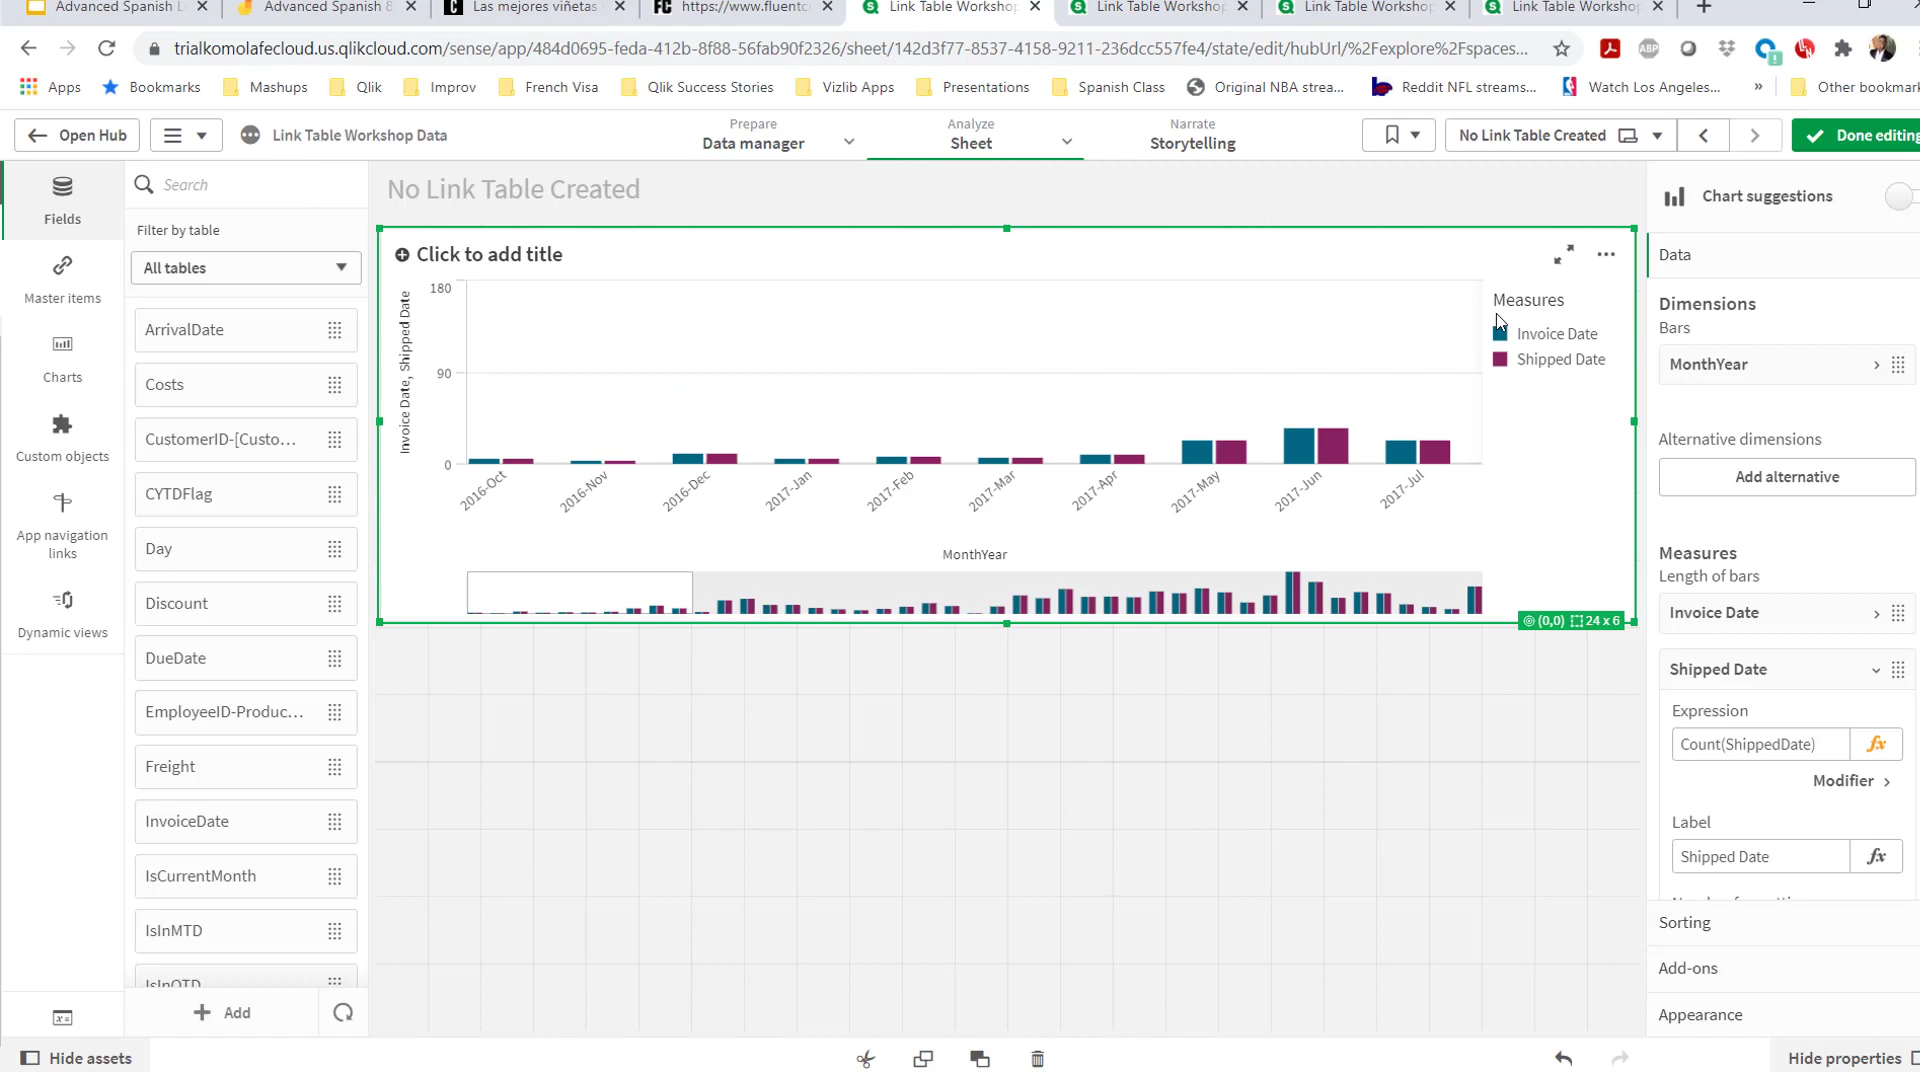 Advanced Spanish L
Advanced Spanish 8
Las mejores viñetas
https://www.fluentc
Link Table Workshop
Link Table Workshop
Link Table Workshop
Link Table Workshop
trialkomolafecloud.us.qlikcloud.com/sense/app/484d0695-feda-412b-8f88-56fab90f2326/sheet/142d3f77-8537-4158-9211-236dcc557fe4/state/edit/hubUrl/%2Fexplore%2Fspaces...
Apps
Bookmarks
Mashups
Qlik
Improv
French Visa
Qlik Success Stories
Vizlib Apps
Presentations
Spanish Class
Original NBA strea...
Reddit NFL streams...
Watch Los Angeles...
»
Other bookmark
Open Hub
Link Table Workshop Data
Prepare
Data manager
Analyze
Sheet
Narrate
Storytelling
No Link Table Created
Done editing
Fields
Master items
Charts
Custom objects
App navigation
links
Dynamic views
Search
Filter by table
All tables
ArrivalDate
Costs
CustomerID-[Custo...
CYTDFlag
Day
Discount
DueDate
EmployeeID-Produc...
Freight
InvoiceDate
IsCurrentMonth
IsInMTD
IsInQTD
Add
No Link Table Created
Click to add title
Invoice Date, Shipped Date
180
90
0
2016-Oct
2016-Nov
2016-Dec
2017-Jan
2017-Feb
2017-Mar
2017-Apr
2017-May
2017-Jun
2017-Jul
MonthYear
Measures
Invoice Date
Shipped Date
(0,0) 24 x 6
Chart suggestions
Data
Dimensions
Bars
MonthYear
Alternative dimensions
Add alternative
Measures
Length of bars
Invoice Date
Shipped Date
Expression
Count(ShippedDate)
fx
Modifier
Label
Shipped Date
fx
Sorting
Add-ons
Appearance
Hide assets
Hide properties